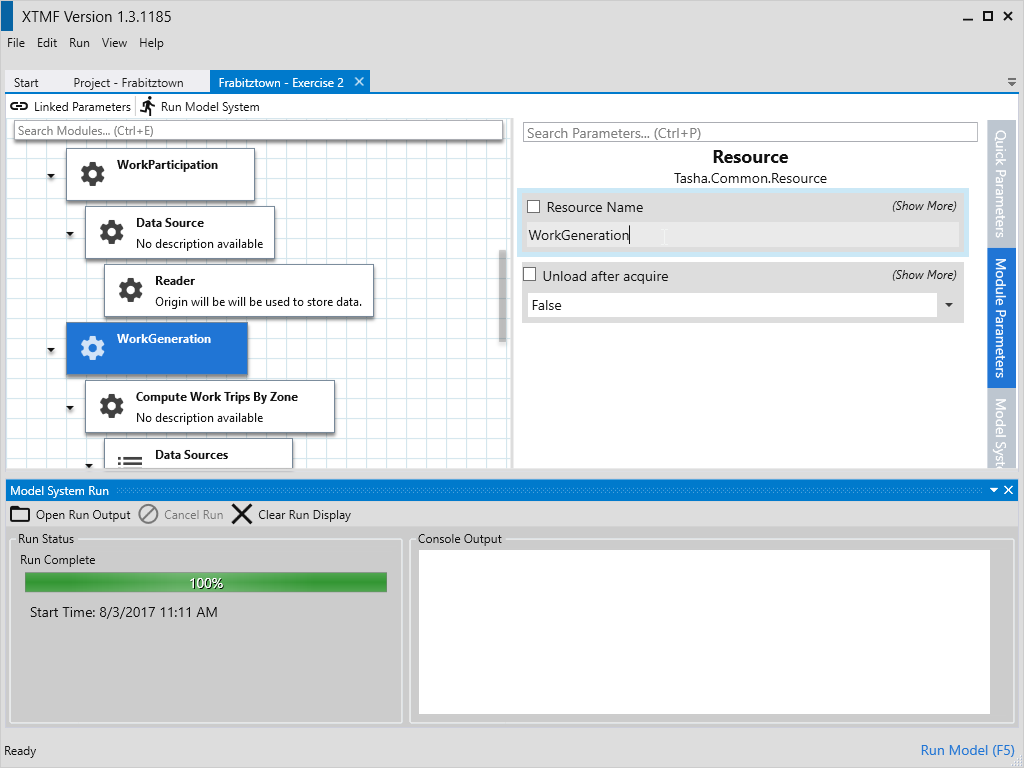 XTMF Version 1.3.1185
File Edit Run View Help
Start Project - Frabitztown Frabitztown - Exercise 2
Linked Parameters Run Model System
Search Modules... (Ctrl+E)
WorkParticipation
Data Source
No description available
Reader
Origin will be will be used to store data.
WorkGeneration
Compute Work Trips By Zone
No description available
Data Sources
Search Parameters... (Ctrl+P)
Resource
Tasha.Common.Resource
Resource Name (Show More)
WorkGeneration
Unload after acquire (Show More)
False
Quick Parameters
Module Parameters
Model Syst
Model System Run
Open Run Output Cancel Run Clear Run Display
Run Status
Run Complete
100%
Start Time: 8/3/2017 11:11 AM
Console Output
Ready
Run Model (F5)